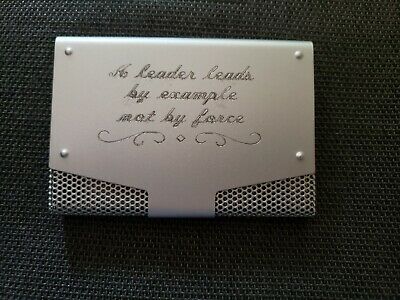 A leader leads
by example
not by force